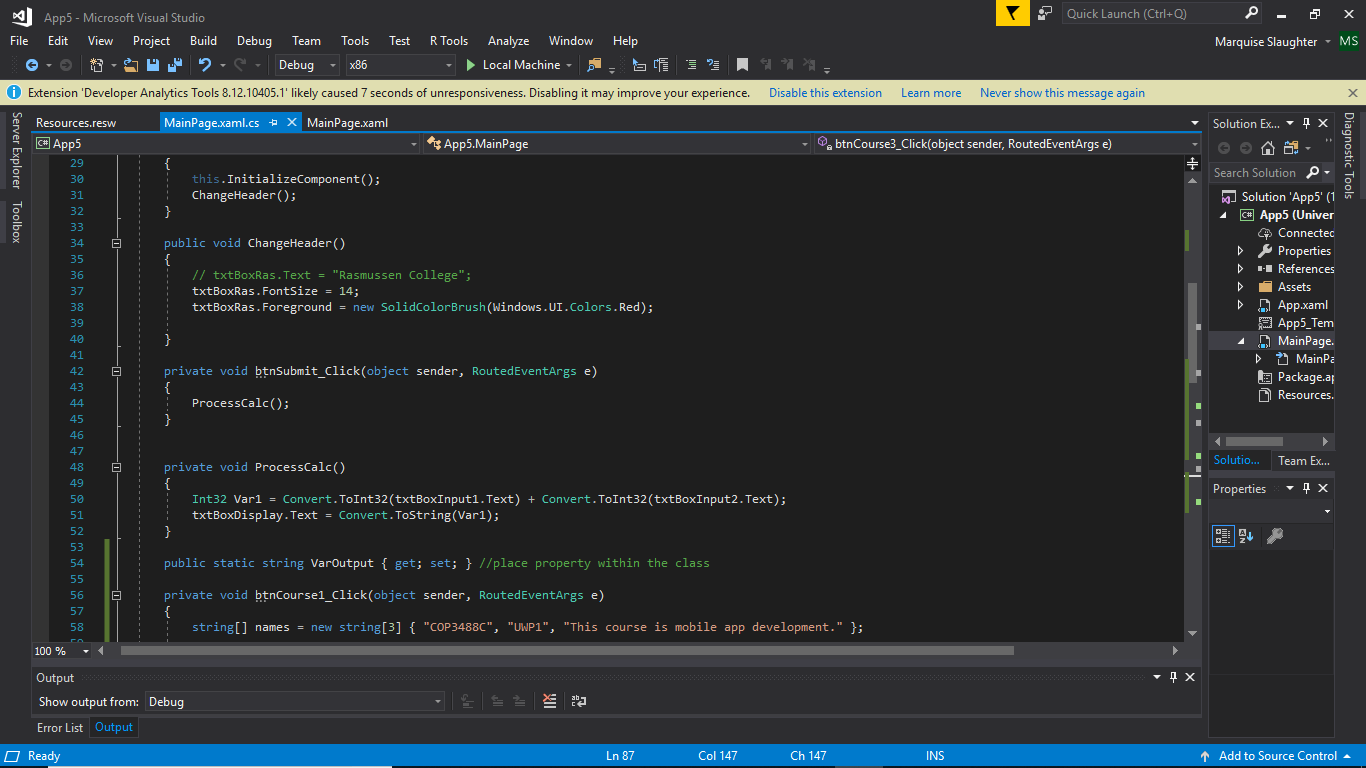 App5 - Microsoft Visual Studio
Quick Launch (Ctrl+Q)
File Edit View Project Build Debug Team Tools Test R Tools Analyze Window Help
Marquise Slaughter MS
Debug x86 Local Machine
Extension 'Developer Analytics Tools 8.12.10405.1' likely caused 7 seconds of unresponsiveness. Disabling it may improve your experience. Disable this extension Learn more Never show this message again
Server Explorer
Toolbox
Resources.resw MainPage.xaml.cs MainPage.xaml
C# App5 App5.MainPage btnCourse3_Click(object sender, RoutedEventArgs e)
29 {
30 this.InitializeComponent();
31 ChangeHeader();
32 }
33
34 public void ChangeHeader()
35 {
36 // txtBoxRas.Text = "Rasmussen College";
37 txtBoxRas.FontSize = 14;
38 txtBoxRas.Foreground = new SolidColorBrush(Windows.UI.Colors.Red);
39
40 }
41
42 private void btnSubmit_Click(object sender, RoutedEventArgs e)
43 {
44 ProcessCalc();
45 }
46
47
48 private void ProcessCalc()
49 {
50 Int32 Var1 = Convert.ToInt32(txtBoxInput1.Text) + Convert.ToInt32(txtBoxInput2.Text);
51 txtBoxDisplay.Text = Convert.ToString(Var1);
52 }
53
54 public static string VarOutput { get; set; } //place property within the class
55
56 private void btnCourse1_Click(object sender, RoutedEventArgs e)
57 {
58 string[] names = new string[3] { "COP3488C", "UWP1", "This course is mobile app development." };
100 %
Output
Show output from: Debug
Error List Output
Solution Ex...
Search Solution
Solution 'App5' (1
C# App5 (Univer
Connected
Properties
References
Assets
App.xaml
App5_Tem
MainPage.
MainPa
Package.ap
Resources.
Solutio... Team Ex...
Properties
Diagnostic Tools
Ready Ln 87 Col 147 Ch 147 INS Add to Source Control